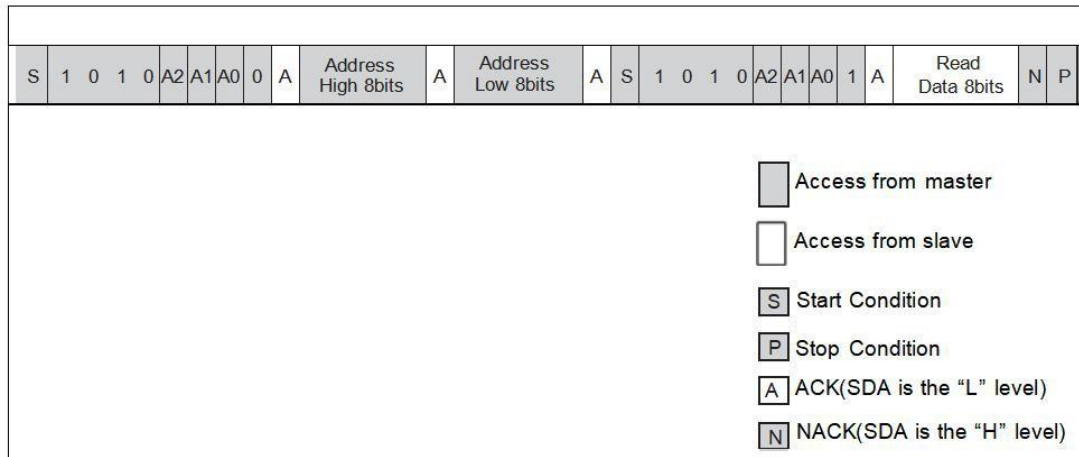 S 1 0 1 0 A2 A1 A0 0 A Address High 8bits A Address Low 8bits A S 1 0 1 0 A2 A1 A0 1 A Read Data 8bits N P
Access from master
Access from slave
S Start Condition
P Stop Condition
A ACK(SDA is the “L” level)
N NACK(SDA is the “H” level)